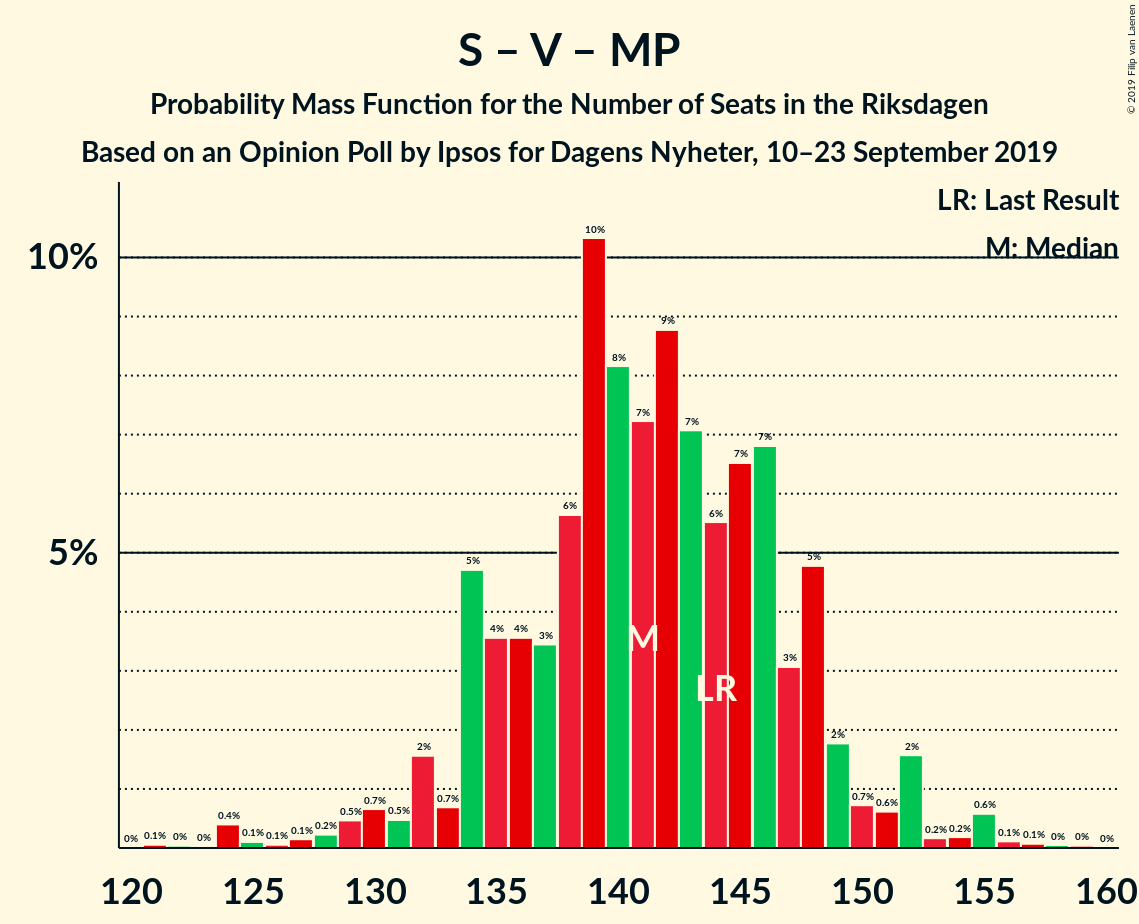 S – V – MP
Probability Mass Function for the Number of Seats in the Riksdagen
Based on an Opinion Poll by Ipsos for Dagens Nyheter, 10–23 September 2019
© 2019 Filip van Laenen
LR: Last Result
M: Median
10%
5%
0% 0.1% 0% 0% 0.4% 0.1% 0.1% 0.1% 0.2% 0.5% 0.7% 0.5% 2% 0.7% 5% 4% 4% 3% 6% 10% 8% 7% 9% 7% 6% 7% 7% 3% 5% 2% 0.7% 0.6% 2% 0.2% 0.2% 0.6% 0.1% 0.1% 0% 0% 0%
M
LR
120 125 130 135 140 145 150 155 160